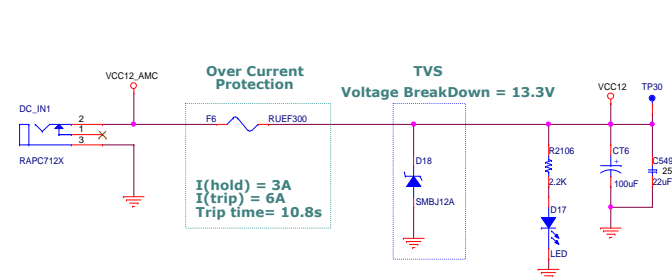 Over Current
Protection
TVS
Voltage BreakDown = 13.3V
VCC12_AMC
VCC12
TP30
DC_IN1
2
1
3
RAPC712X
F6
RUEF300
I(hold) = 3A
I(trip) = 6A
Trip time= 10.8s
D18
SMBJ12A
R2106
2.2K
D17
LED
CT6
+
100uF
C549
25
22uF